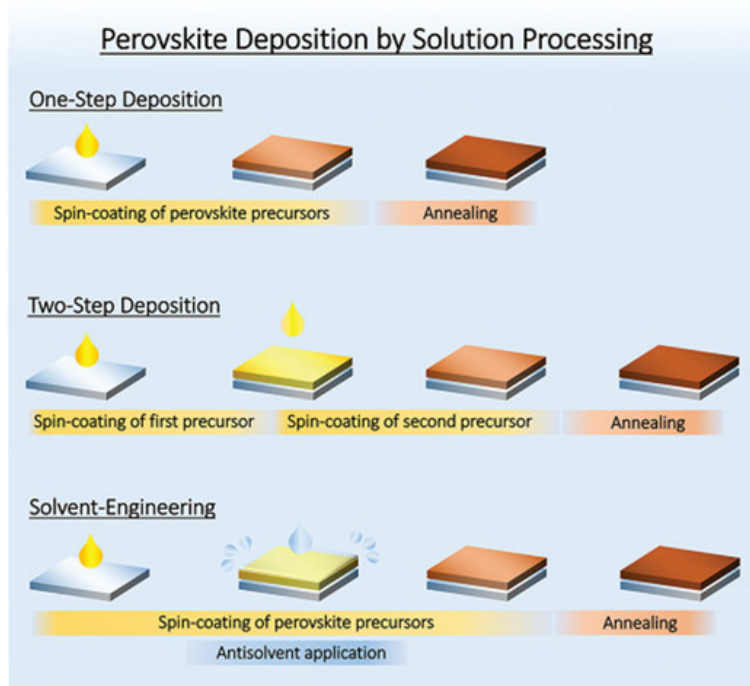 Perovskite Deposition by Solution Processing
One-Step Deposition
Spin-coating of perovskite precursors
Annealing
Two-Step Deposition
Spin-coating of first precursor
Spin-coating of second precursor
Annealing
Solvent-Engineering
Spin-coating of perovskite precursors
Annealing
Antisolvent application